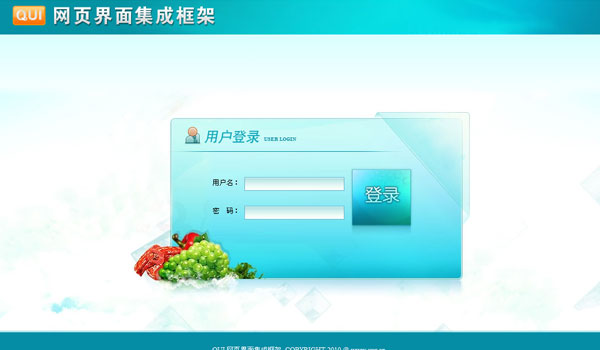 QUI 网页界面集成框架
用户登录 USER LOGIN
用户名：
登录
密 码：
QUI 网页界面集成框架 COPYRIGHT 2010 @